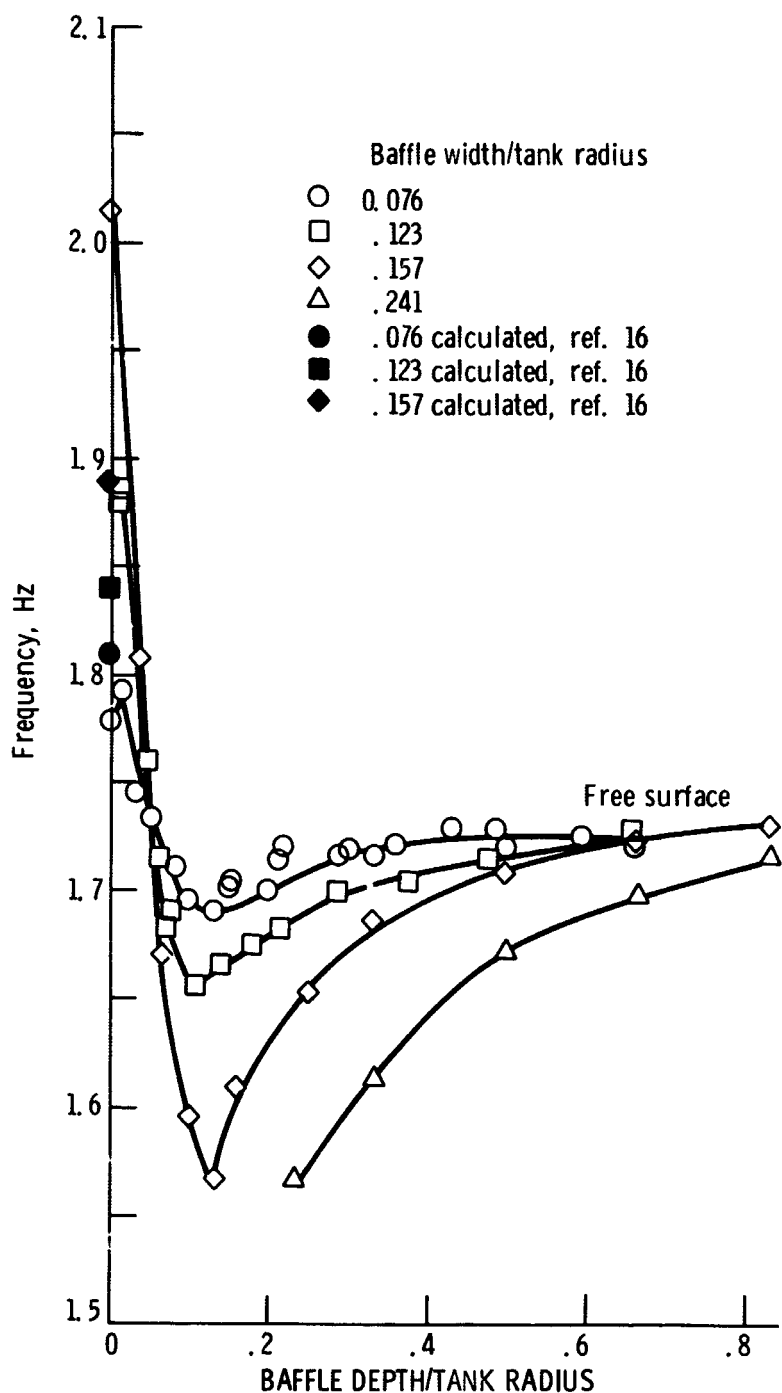 2.1
Baffle width/tank radius
0.076
.123
.157
.241
.076 calculated, ref. 16
.123 calculated, ref. 16
.157 calculated, ref. 16
2.0
1.9
1.8
1.7
1.6
1.5
Frequency, Hz
Free surface
0 .2 .4 .6 .8
BAFFLE DEPTH/TANK RADIUS